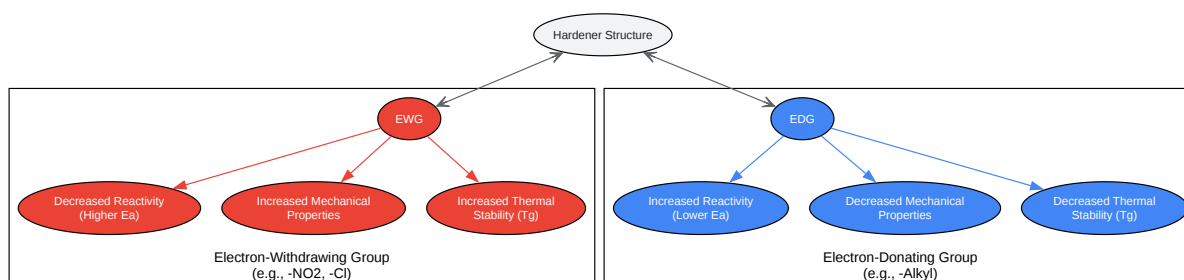 Hardener Structure
EWG
EDG
Decreased Reactivity
(Higher Ea)
Increased Mechanical
Properties
Increased Thermal
Stability (Tg)
Increased Reactivity
(Lower Ea)
Decreased Mechanical
Properties
Decreased Thermal
Stability (Tg)
Electron-Withdrawing Group
(e.g., -NO2, -Cl)
Electron-Donating Group
(e.g., -Alkyl)